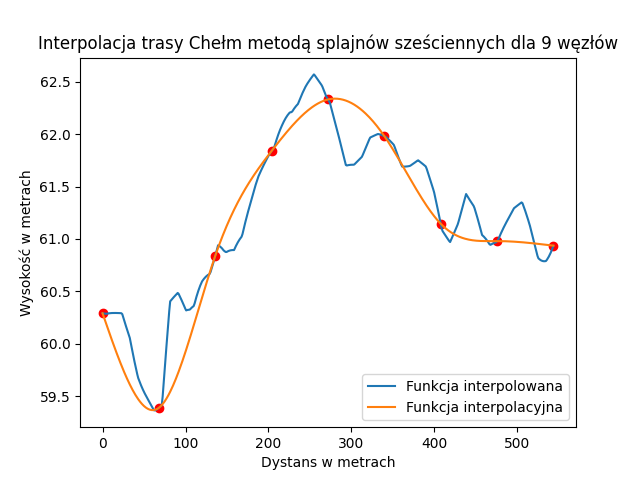 Interpolacja trasy Chełm metodą splajnów sześciennych dla 9 węzłów
62.5
62.0
61.5
61.0
60.5
60.0
59.5
Wysokość w metrach
0 100 200 300 400 500
Dystans w metrach
Funkcja interpolowana
Funkcja interpolacyjna